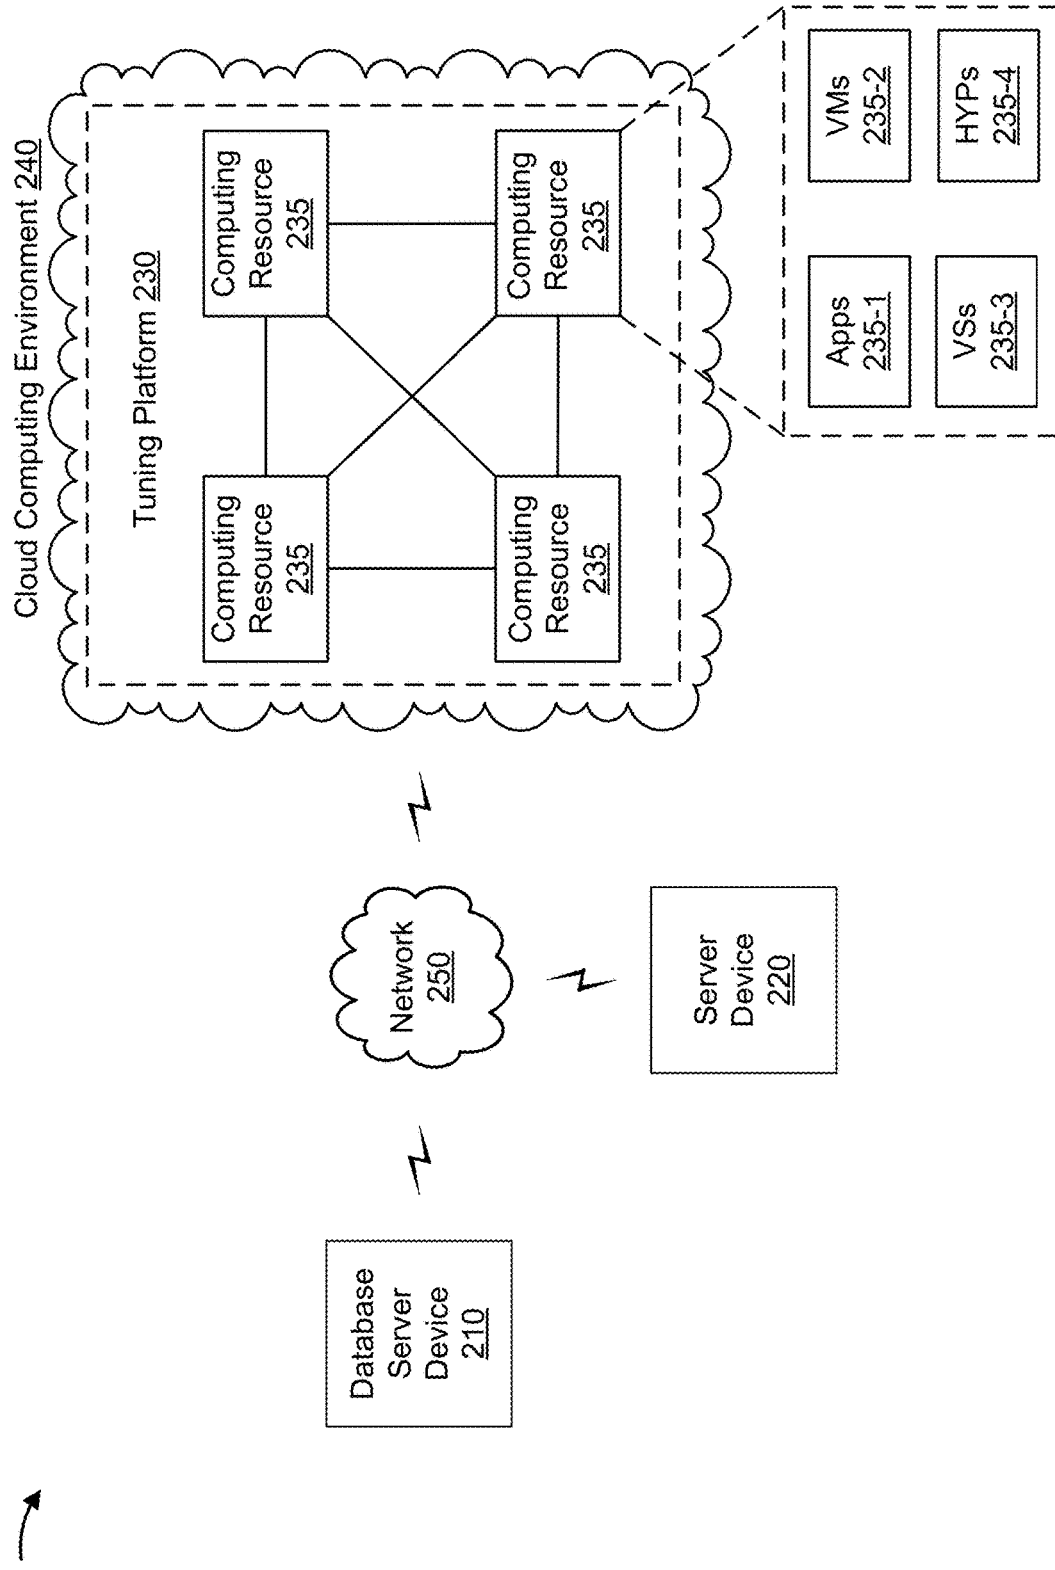 Cloud Computing Environment 240
Tuning Platform 230
Computing
Resource
235
Computing
Resource
235
Computing
Resource
235
Computing
Resource
235
Database
Server
Device
210
Network
250
Server
Device
220
Apps
235-1
VMs
235-2
VSs
235-3
HYPs
235-4